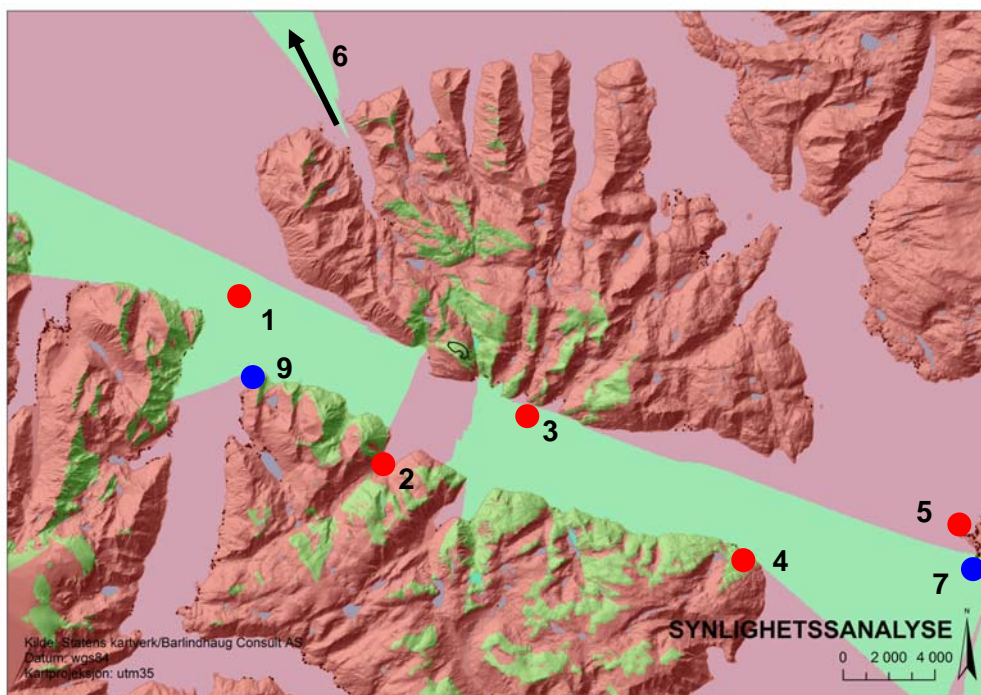 6
1
9
3
2
5
4
7
SYNLIGHETSSANALYSE
N
0 2 000 4 000
Kilde: Statens kartverk/Barlindhaug Consult AS
Datum: wgs84
Kartprojeksjon: utm35